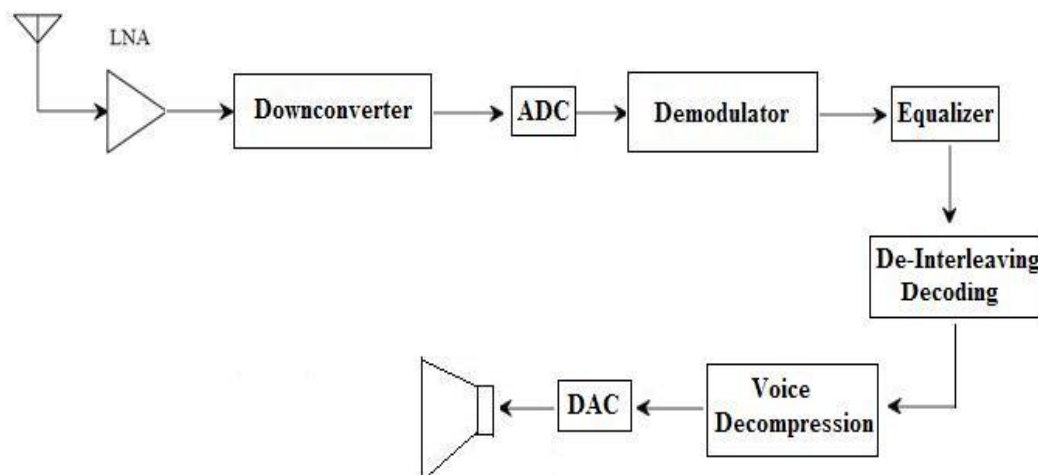 LNA
Downconverter
ADC
Demodulator
Equalizer
De-Interleaving
Decoding
Voice
Decompression
DAC